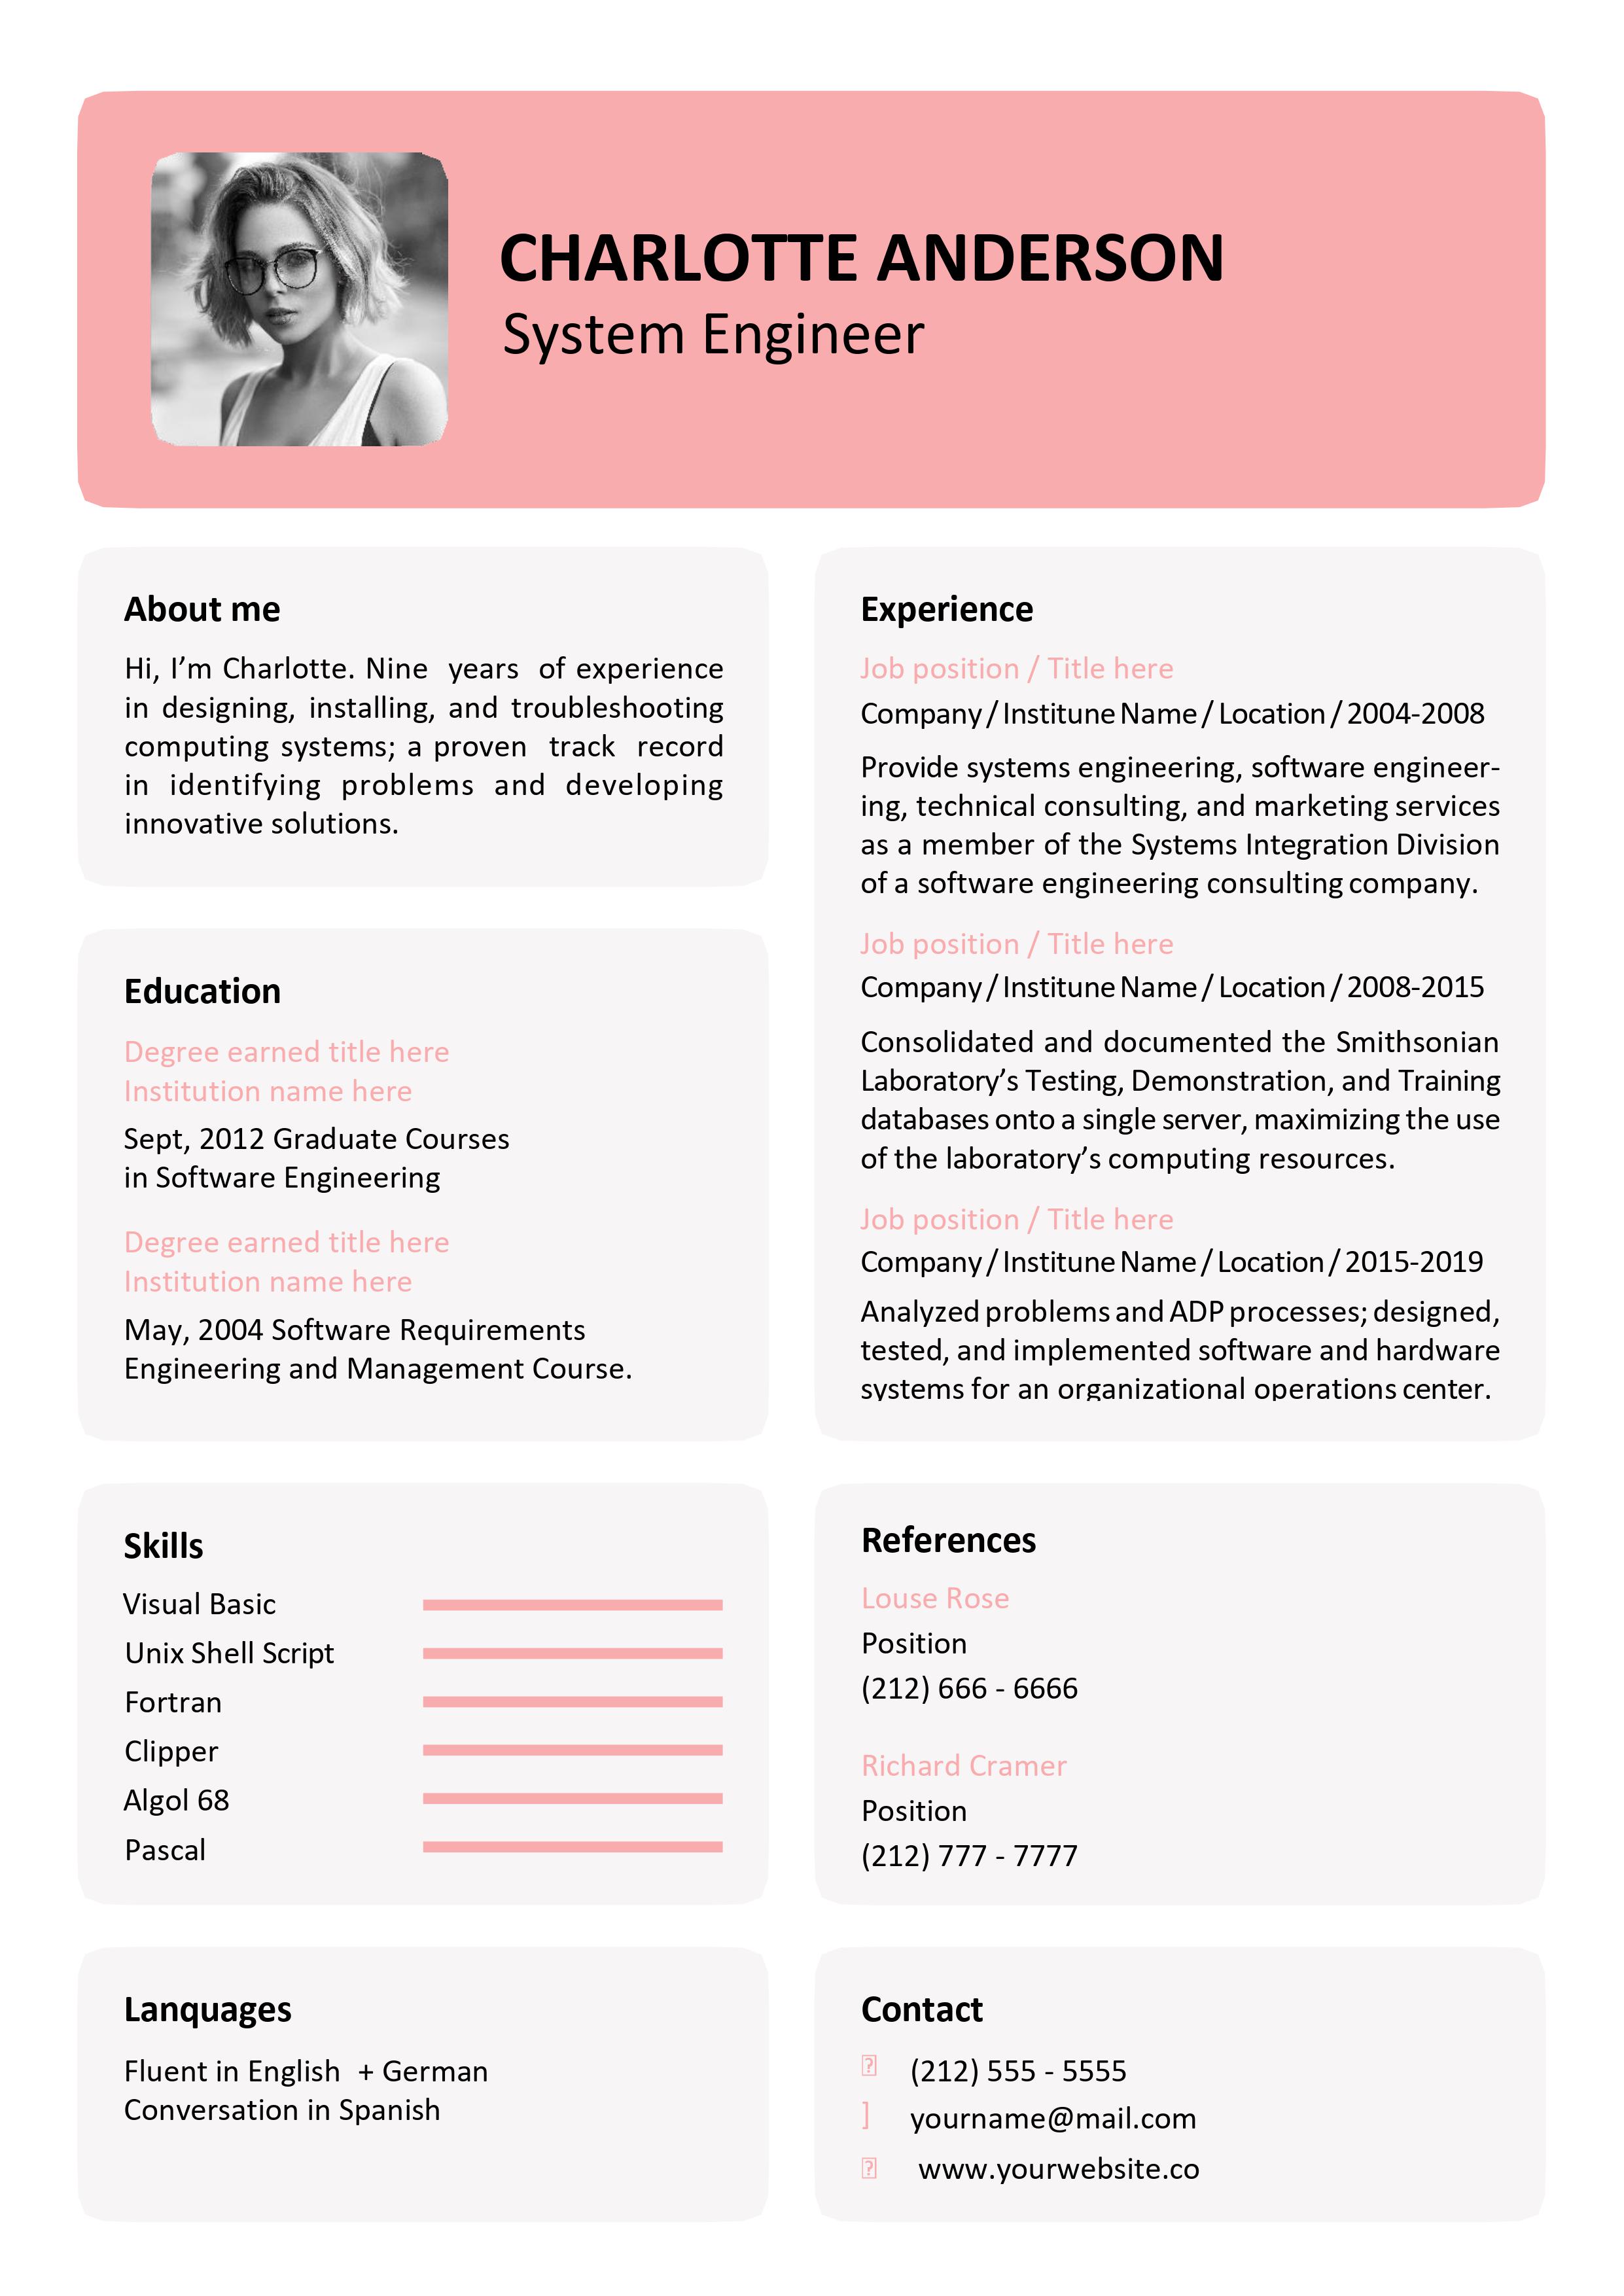 CHARLOTTE ANDERSON
System Engineer
About me
Hi, I’m Charlotte. Nine years of experience
in designing, installing, and troubleshooting
computing systems; a proven track record
in identifying problems and developing
innovative solutions.
Education
Degree earned title here
Institution name here
Sept, 2012 Graduate Courses
in Software Engineering
Degree earned title here
Institution name here
May, 2004 Software Requirements
Engineering and Management Course.
Skills
Visual Basic
Unix Shell Script
Fortran
Clipper
Algol 68
Pascal
Lanquages
Fluent in English + German
Conversation in Spanish
Experience
Job position / Title here
Company / Institune Name / Location / 2004-2008
Provide systems engineering, software engineer-
ing, technical consulting, and marketing services
as a member of the Systems Integration Division
of a software engineering consulting company.
Job position / Title here
Company / Institune Name / Location / 2008-2015
Consolidated and documented the Smithsonian
Laboratory’s Testing, Demonstration, and Training
databases onto a single server, maximizing the use
of the laboratory’s computing resources.
Job position / Title here
Company / Institune Name / Location / 2015-2019
Analyzed problems and ADP processes; designed,
tested, and implemented software and hardware
systems for an organizational operations center.
References
Louse Rose
Position
(212) 666 - 6666
Richard Cramer
Position
(212) 777 - 7777
Contact
(212) 555 - 5555
] yourname@mail.com
www.yourwebsite.co